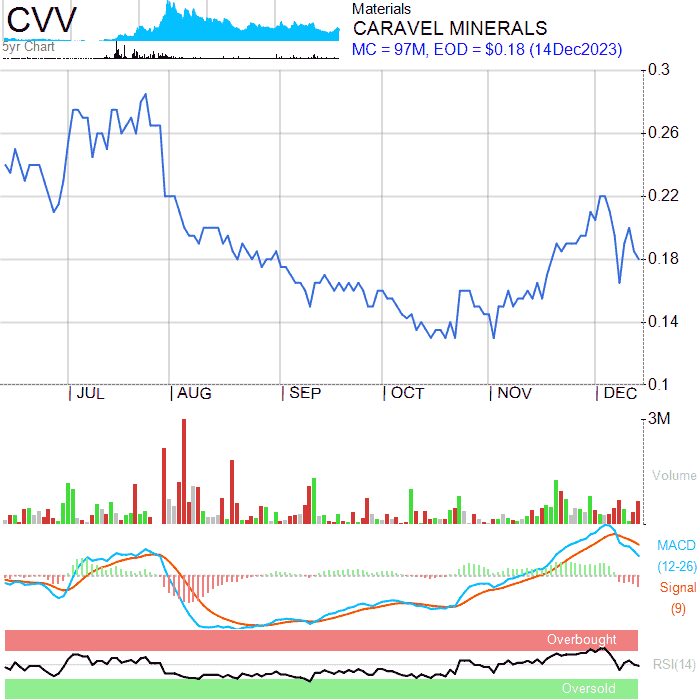 CVV
5yr Chart
Materials
CARAVEL MINERALS
MC = 97M, EOD = $0.18 (14Dec2023)
0.3
0.26
0.22
0.18
0.14
0.1
JUL AUG SEP OCT NOV DEC
3M
Volume
MACD
(12-26)
Signal
(9)
Overbought
RSI(14)
Oversold